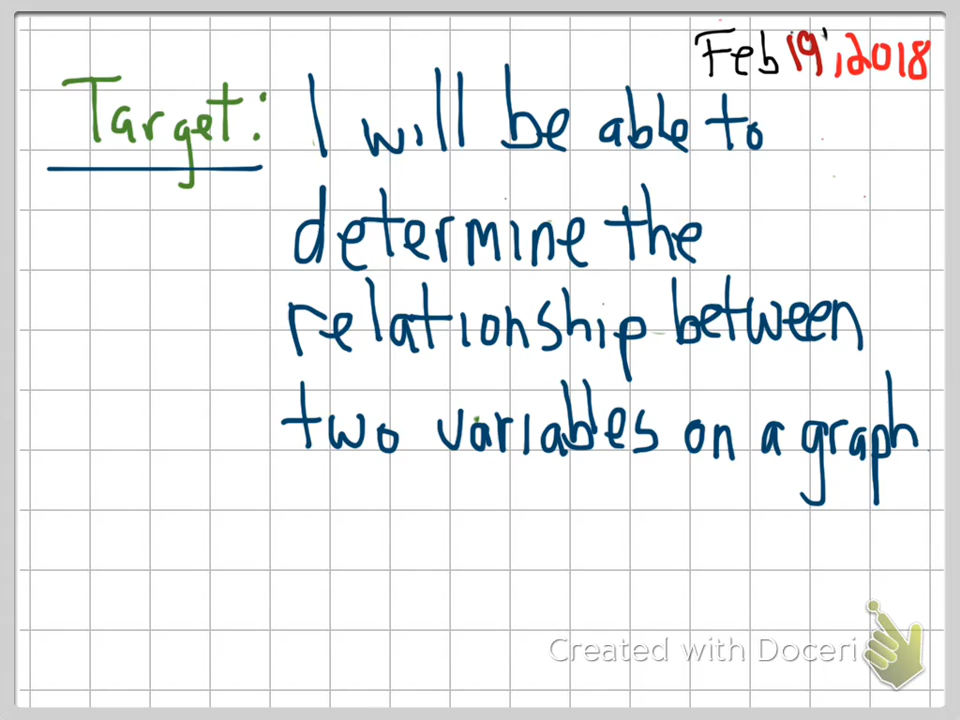 Feb 19, 2018
Target: I will be able to
determine the
relationship between
two variables on a graph
Created with Doceri